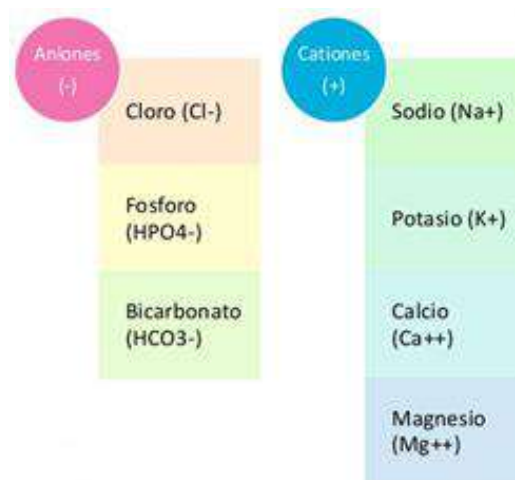 Aniones
(-)
Cloro (Cl-)
Fosforo
(HPO4-)
Bicarbonato
(HCO3-)
Cationes
(+)
Sodio (Na+)
Potasio (K+)
Calcio
(Ca++)
Magnesio
(Mg++)